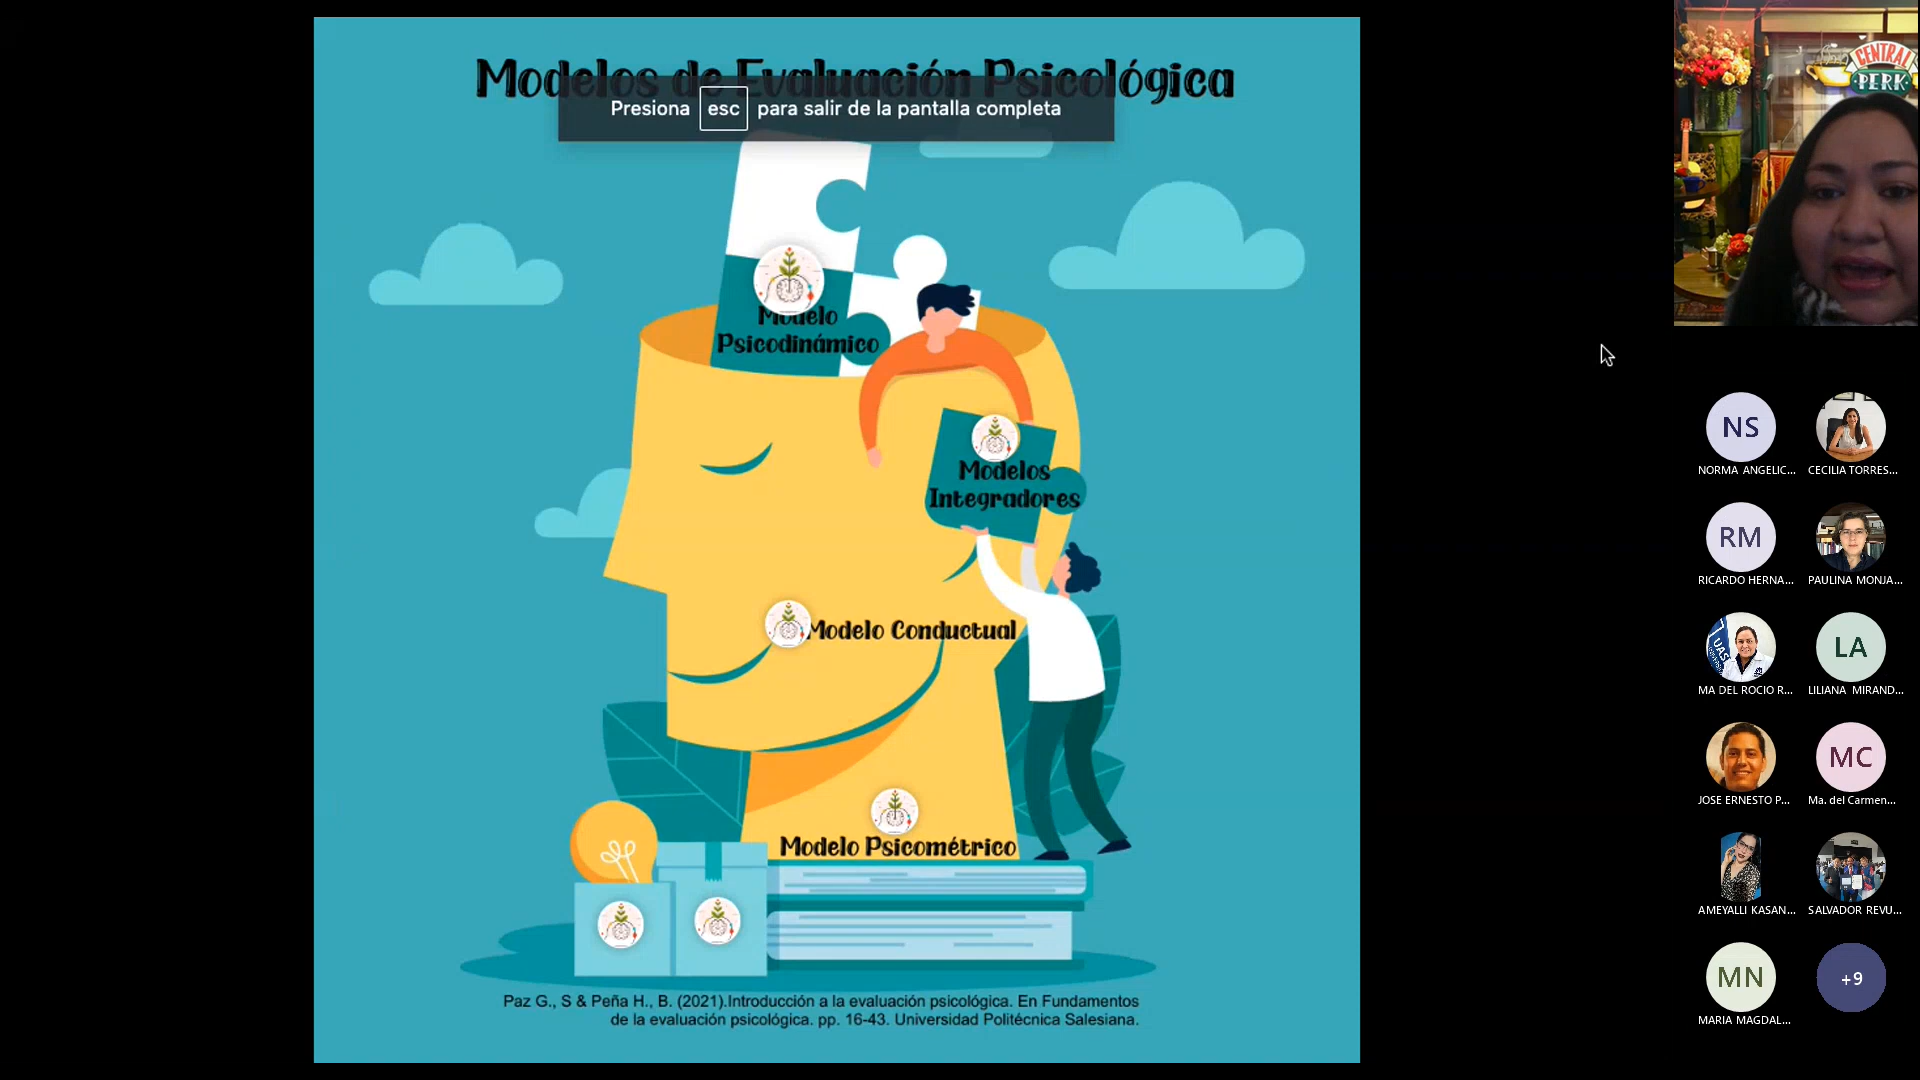 Modelos de Evaluación Psicológica
Presiona esc para salir de la pantalla completa
Modelo
Psicodinámico
Modelos
Integradores
Modelo Conductual
Modelo Psicométrico
Paz G., S & Peña H., B. (2021).Introducción a la evaluación psicológica. En Fundamentos
de la evaluación psicológica. pp. 16-43. Universidad Politécnica Salesiana.
CENTRAL
PERK
NS
NORMA ANGELIC...
CECILIA TORRES...
RM
RICARDO HERNA...
PAULINA MONJA...
UAS
MA DEL ROCIO R...
LA
LILIANA MIRAND...
JOSE ERNESTO P...
MC
Ma. del Carmen...
AMEYALLI KASAN...
SALVADOR REVU...
MN
MARIA MAGDAL...
+9